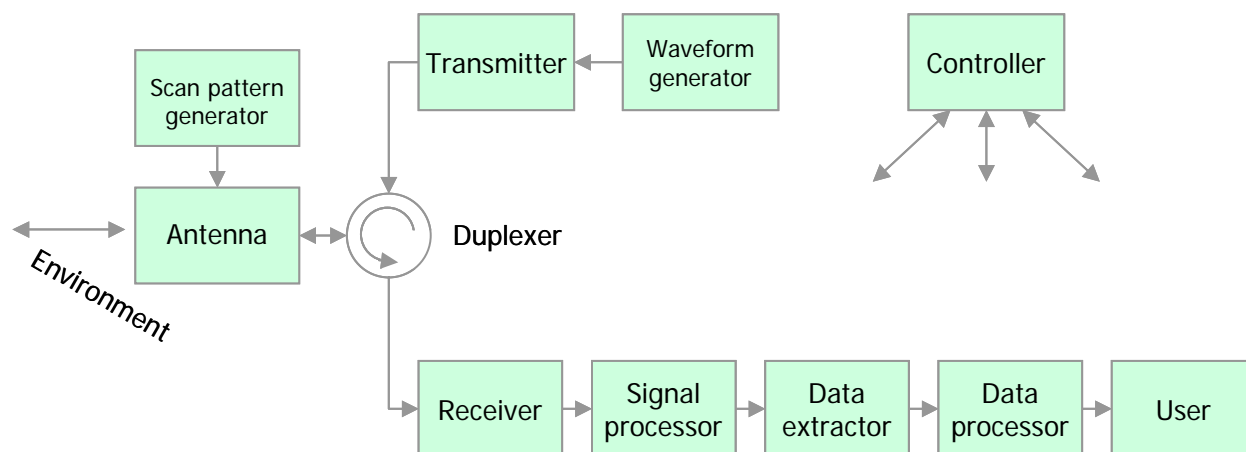 Scan pattern
generator
Transmitter
Waveform
generator
Controller
Antenna
Duplexer
Environment
Receiver
Signal
processor
Data
extractor
Data
processor
User